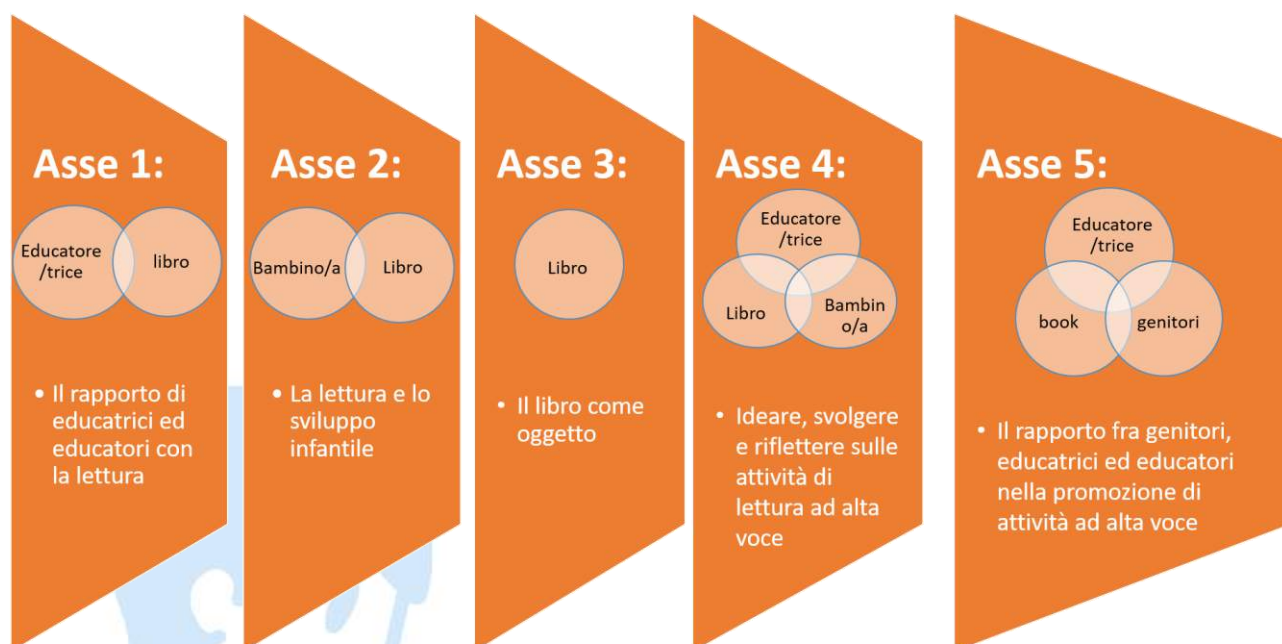 Asse 1:
Educatore
/trice
libro
• Il rapporto di
educatrici ed
educatori con
la lettura
Asse 2:
Bambino/a
Libro
• La lettura e lo
sviluppo
infantile
Asse 3:
Libro
• Il libro come
oggetto
Asse 4:
Educatore
/trice
Libro
Bambin
o/a
• Ideare, svolgere
e riflettere sulle
attività di
lettura ad alta
voce
Asse 5:
Educatore
/trice
book
genitori
• Il rapporto fra genitori,
educatrici ed educatori
nella promozione di
attività ad alta voce